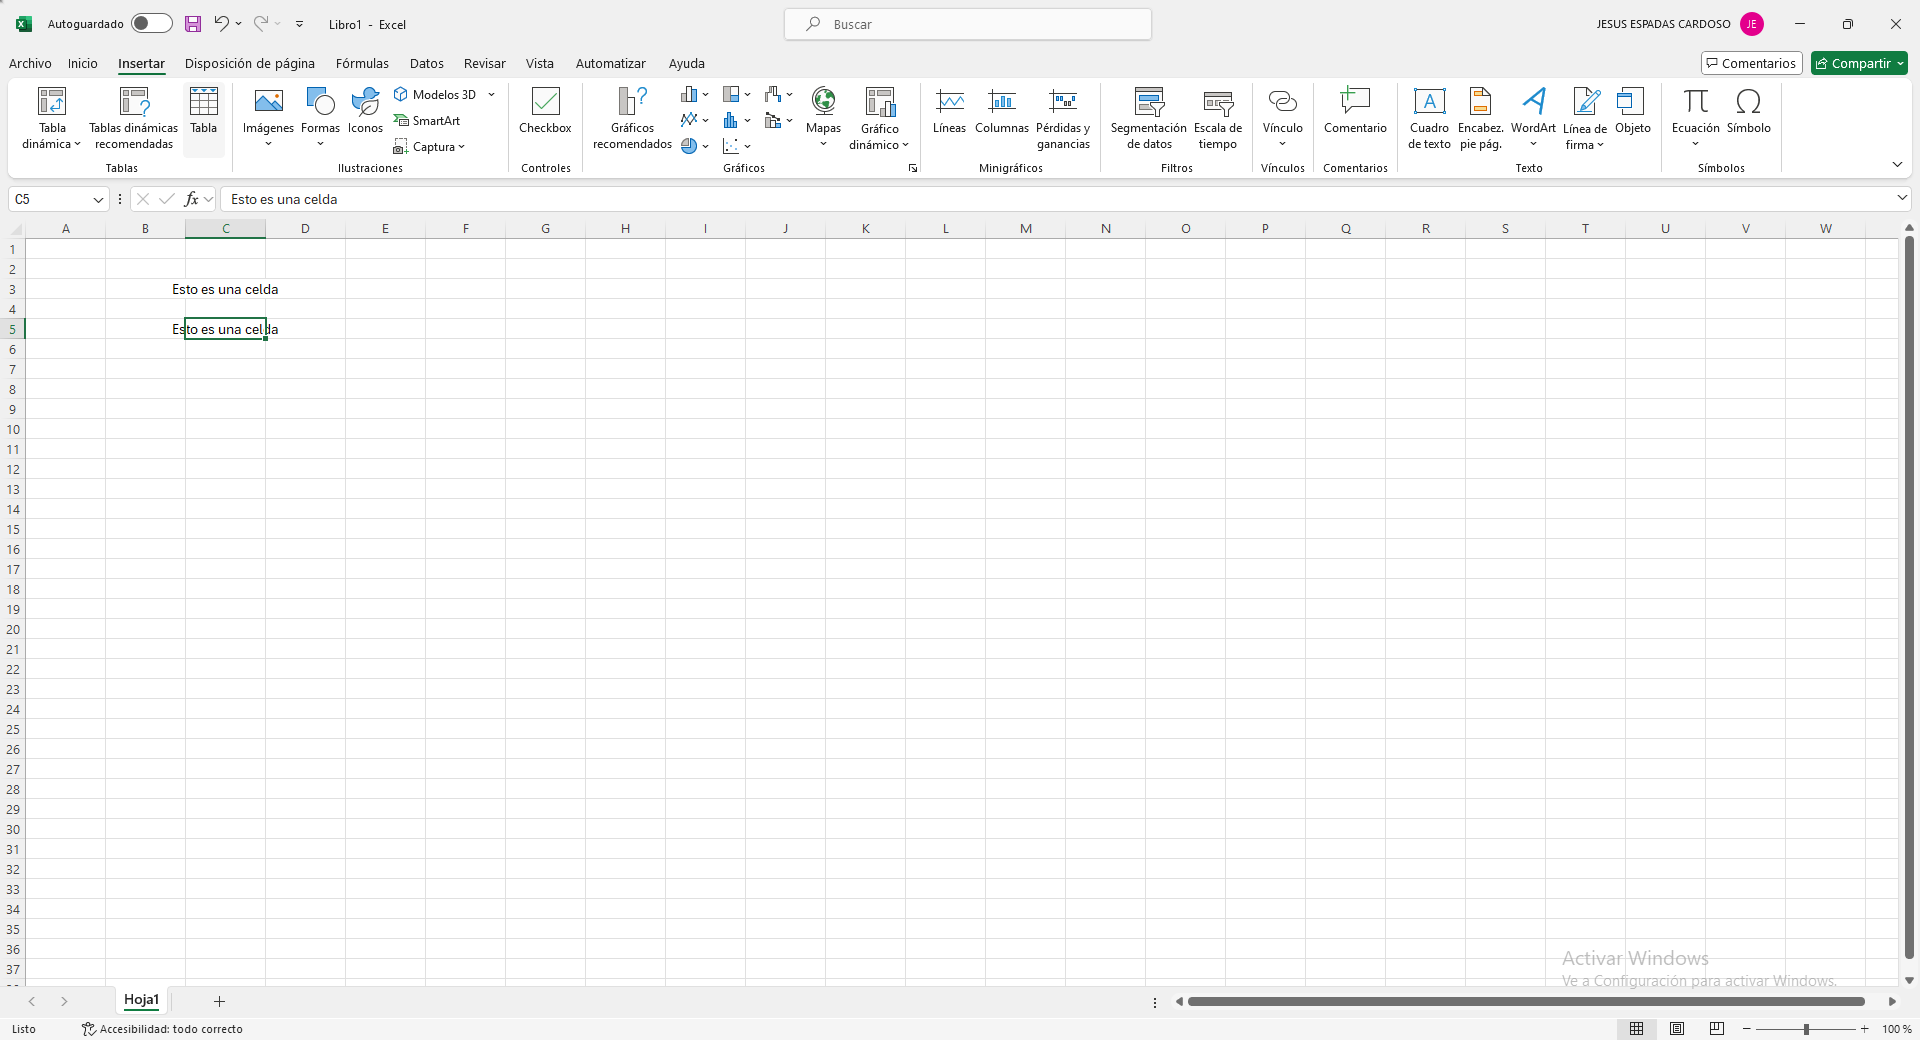 Autoguardado
Libro1 - Excel
Buscar
JESUS ESPADAS CARDOSO
JE
Archivo Inicio Insertar Disposición de página Fórmulas Datos Revisar Vista Automatizar Ayuda
Comentarios
Compartir
Tabla dinámica
Tablas dinámicas recomendadas
Tabla
Tablas
Imágenes
Formas
Iconos
Modelos 3D
SmartArt
Captura
Ilustraciones
Checkbox
Controles
Gráficos recomendados
Mapas
Gráfico dinámico
Gráficos
Líneas
Columnas
Pérdidas y ganancias
Minigráficos
Segmentación de datos
Escala de tiempo
Filtros
Vínculo
Vínculos
Comentario
Comentarios
Cuadro de texto
Encabez. pie pág.
WordArt
Línea de firma
Objeto
Texto
Ecuación
Símbolo
Símbolos
C5
fx
Esto es una celda
A B C D E F G H I J K L M N O P Q R S T U V W
1
2
3 Esto es una celda
4
5 Esto es una celda
6
7
8
9
10
11
12
13
14
15
16
17
18
19
20
21
22
23
24
25
26
27
28
29
30
31
32
33
34
35
36
37
Activar Windows
Ve a Configuración para activar Windows.
Hoja1
Listo
Accesibilidad: todo correcto
100 %